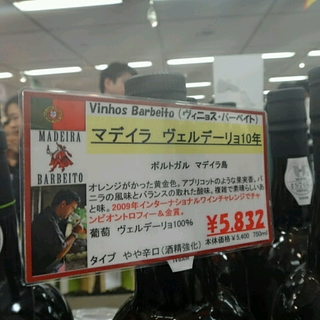 Vinhos Barbeito (ヴィニョス・バーベイト)
MADEIRA
BARBEITO
マデイラ ヴェルデーリョ10年
ポルトガル マデイラ島
オレンジがかった黄金色。アプリコットのような果実香。バ
ニラの風味とバランスの取れた酸味。複雑で素晴らしいあ
と味。2009年インターナショナルワインチャレンジでチャ
ンピオントロフィー&金賞。
葡萄 ヴェルデーリョ100%
タイプ やや辛口(酒精強化)
¥5,832
本体価格 ¥5,400 750ml